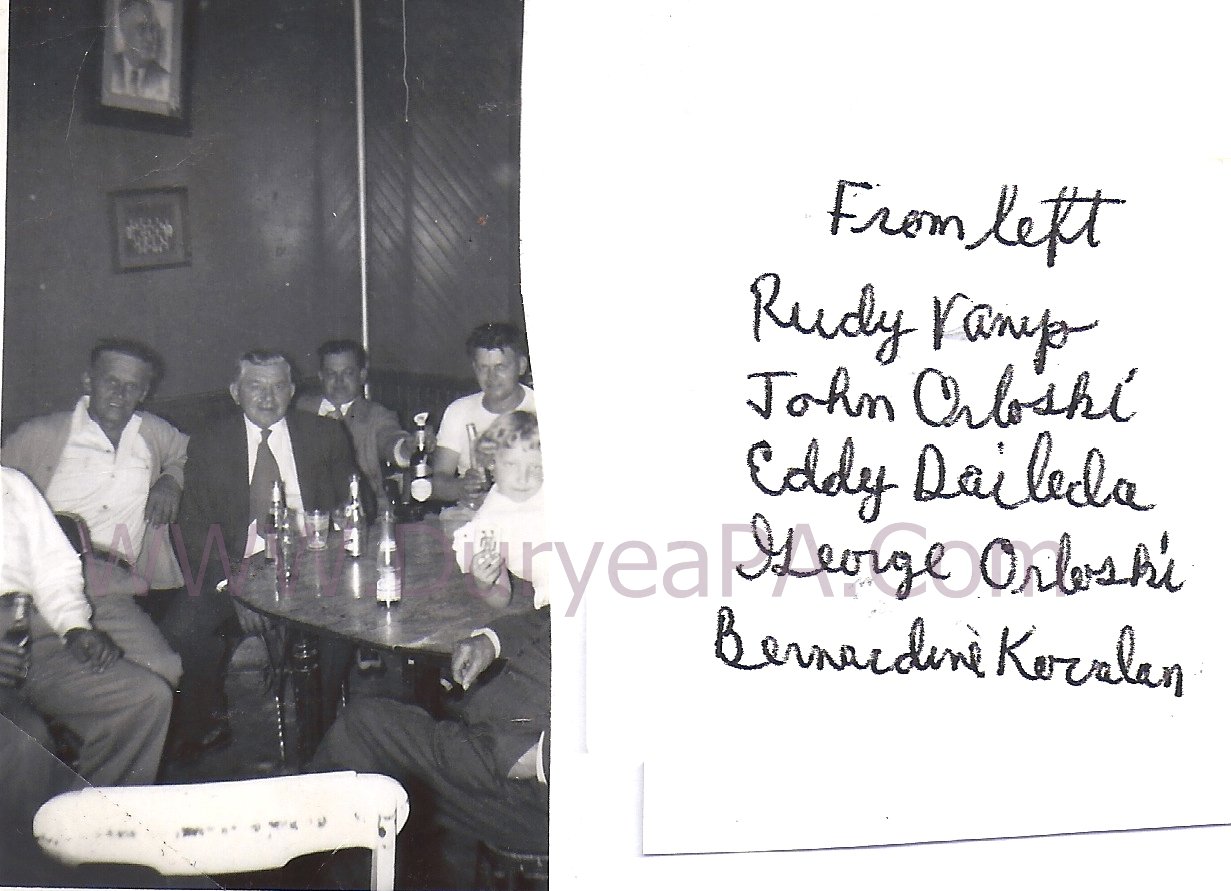 From left
Rudy Vamp
John Orloski
Eddy Daileda
WWW.DuryeaPA.Com
George Orloski
Bernardine Kozalan